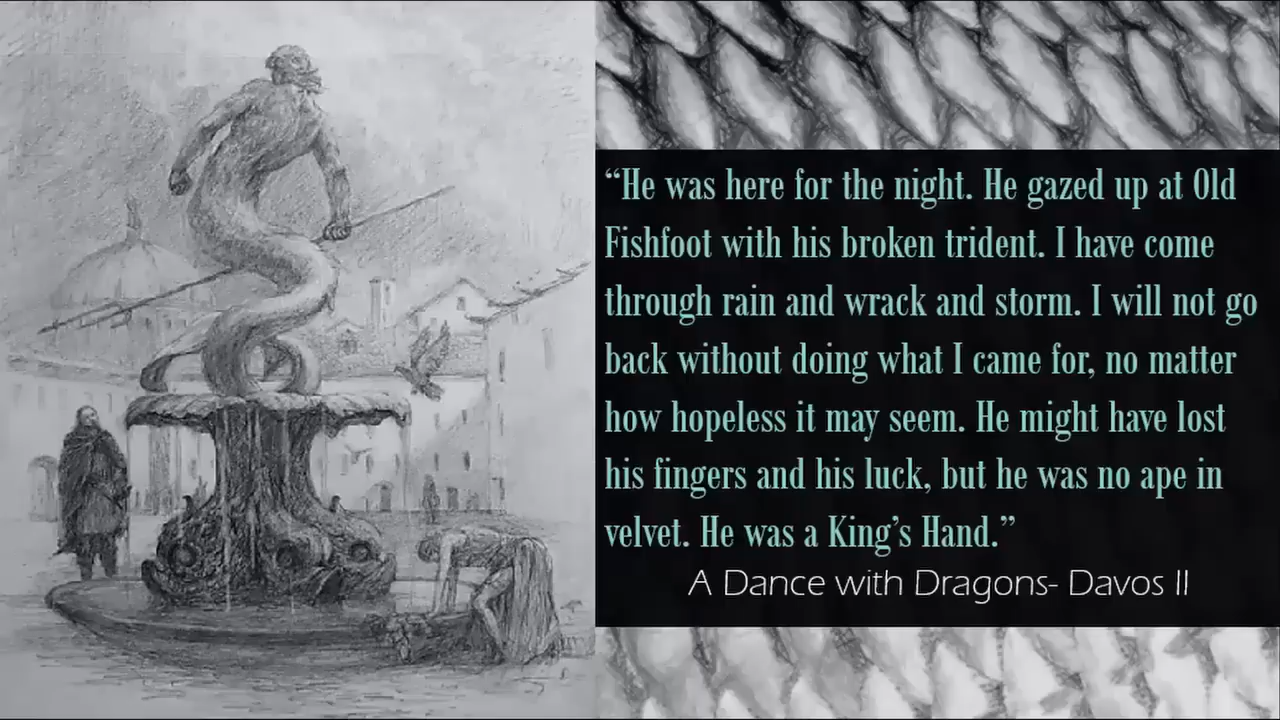 “He was here for the night. He gazed up at Old
Fishfoot with his broken trident. I have come
through rain and wrack and storm. I will not go
back without doing what I came for, no matter
how hopeless it may seem. He might have lost
his fingers and his luck, but he was no ape in
velvet. He was a King’s Hand.”
A Dance with Dragons- Davos II